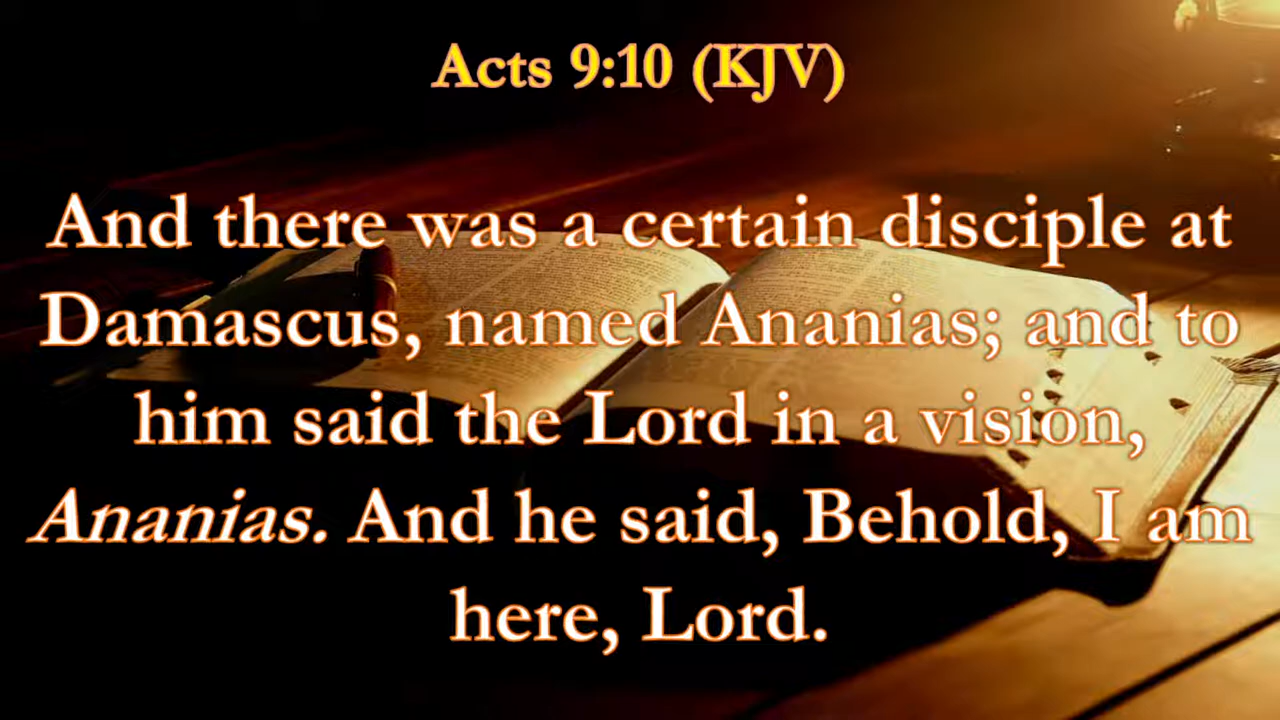 Acts 9:10 (KJV)
And there was a certain disciple at
Damascus, named Ananias; and to
him said the Lord in a vision,
Ananias. And he said, Behold, I am
here, Lord.